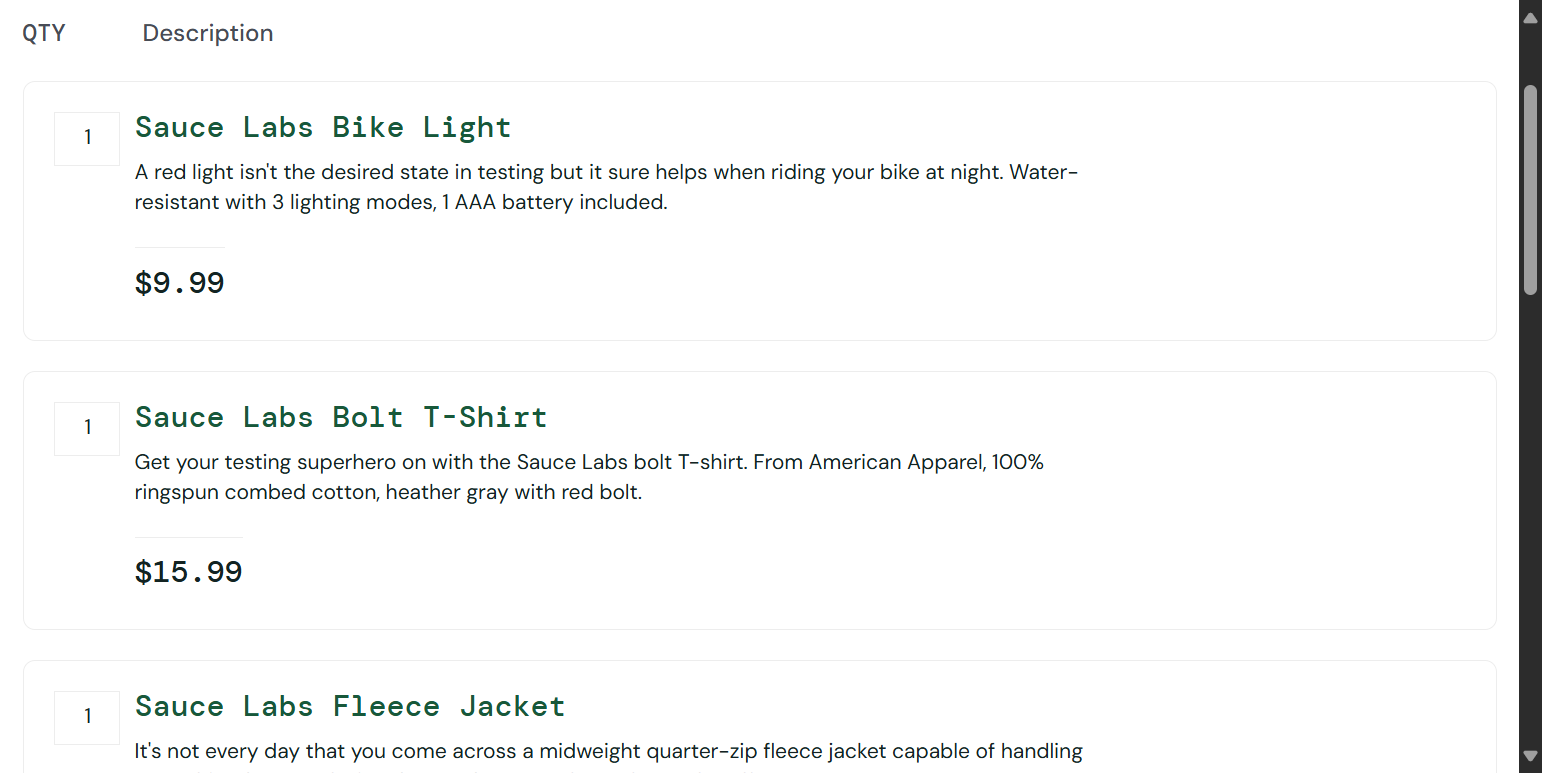 QTY Description
1 Sauce Labs Bike Light
A red light isn't the desired state in testing but it sure helps when riding your bike at night. Water-
resistant with 3 lighting modes, 1 AAA battery included.
$9.99
1 Sauce Labs Bolt T-Shirt
Get your testing superhero on with the Sauce Labs bolt T-shirt. From American Apparel, 100%
ringspun combed cotton, heather gray with red bolt.
$15.99
1 Sauce Labs Fleece Jacket
It's not every day that you come across a midweight quarter-zip fleece jacket capable of handling